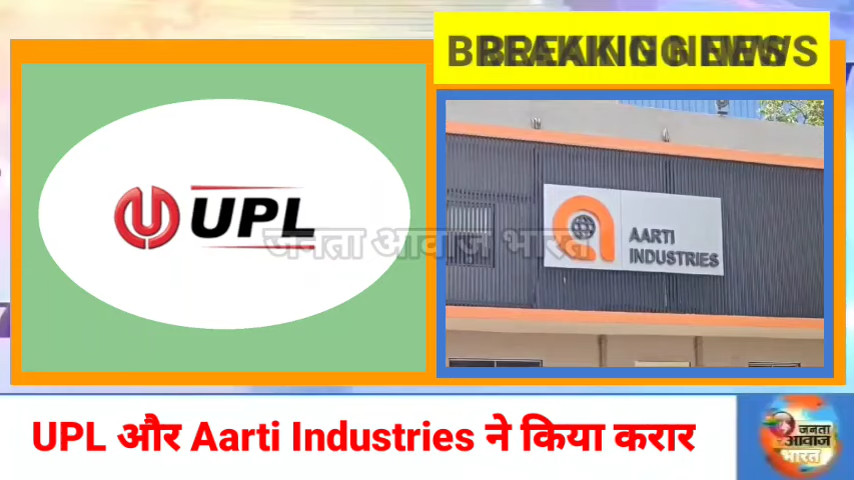 BREAKING NEWS
UPL
AARTI
INDUSTRIES
जनता आवाज भारत
UPL और Aarti Industries ने किया करार
जनता
आवाज
भारत